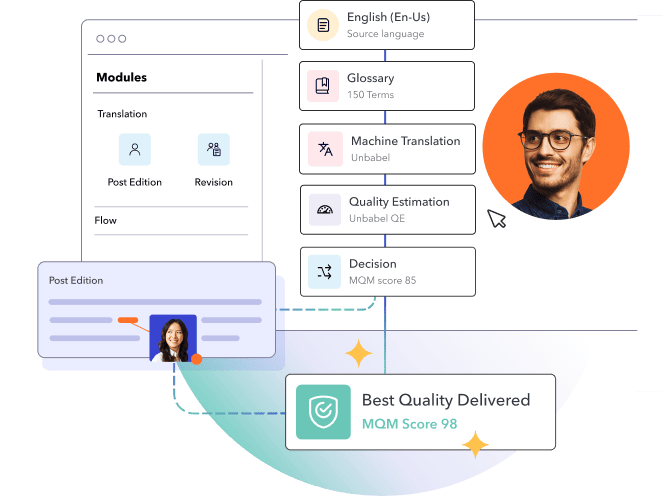 English (En-Us)
Source language
Modules
Glossary
150 Terms
Translation
Machine Translation
Unbabel
Post Edition
Revision
Quality Estimation
Unbabel QE
Flow
Decision
MQM score 85
Post Edition
Best Quality Delivered
MQM Score 98